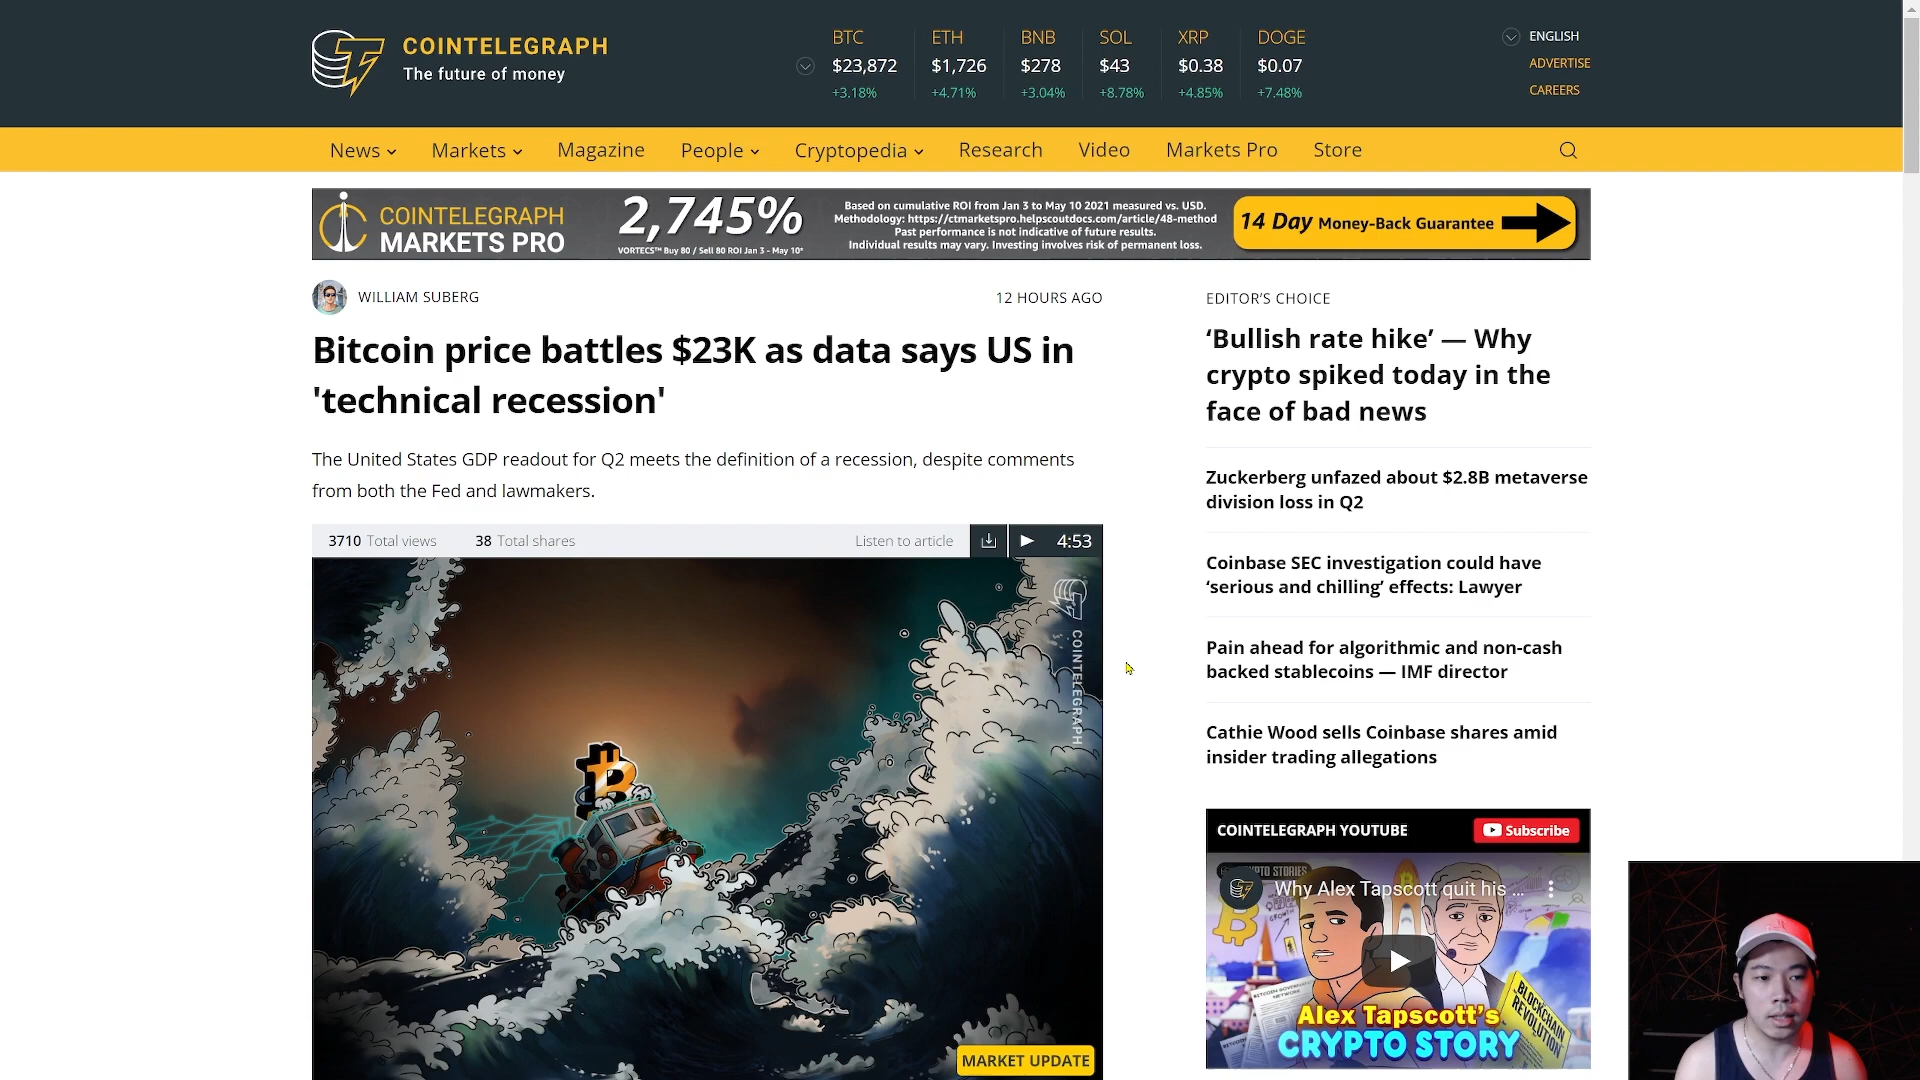 COINTELEGRAPH
The future of money
BTC
$23,872
+3.18%
ETH
$1,726
+4.71%
BNB
$278
+3.04%
SOL
$43
+8.78%
XRP
$0.38
+4.85%
DOGE
$0.07
+7.48%
ENGLISH
ADVERTISE
CAREERS
News
Markets
Magazine
People
Cryptopedia
Research
Video
Markets Pro
Store
COINTELEGRAPH
MARKETS PRO
2,745%
VORTECS™ Buy 80 / Sell 80 ROI Jan 3 - May 10*
Based on cumulative ROI from Jan 3 to May 10 2021 measured vs. USD.
Methodology: https://ctmarketspro.helpscoutdocs.com/article/48-method
Past performance is not indicative of future results.
Individual results may vary. Investing involves risk of permanent loss.
14 Day Money-Back Guarantee
WILLIAM SUBERG
12 HOURS AGO
Bitcoin price battles $23K as data says US in
'technical recession'
The United States GDP readout for Q2 meets the definition of a recession, despite comments
from both the Fed and lawmakers.
3710 Total views
38 Total shares
Listen to article
4:53
COINTELEGRAPH
MARKET UPDATE
EDITOR’S CHOICE
‘Bullish rate hike’ — Why
crypto spiked today in the
face of bad news
Zuckerberg unfazed about $2.8B metaverse
division loss in Q2
Coinbase SEC investigation could have
‘serious and chilling’ effects: Lawyer
Pain ahead for algorithmic and non-cash
backed stablecoins — IMF director
Cathie Wood sells Coinbase shares amid
insider trading allegations
COINTELEGRAPH YOUTUBE
Subscribe
Why Alex Tapscott quit his ...
BLOCKCHAIN
REVOLUTION
Alex Tapscott's
CRYPTO STORY